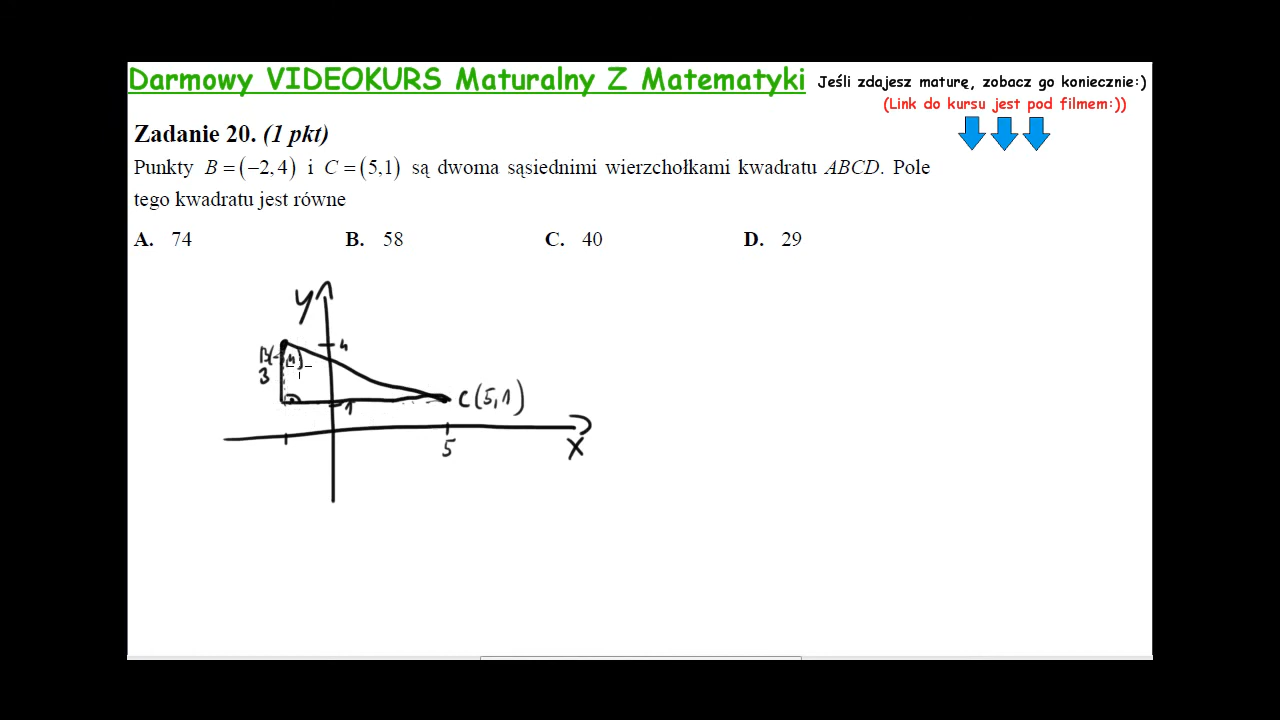 Darmowy VIDEOKURS Maturalny Z Matematyki Jeśli zdajesz maturę, zobacz go koniecznie:)
(Link do kursu jest pod filmem:))
Zadanie 20. (1 pkt)
Punkty B = (−2, 4) i C = (5,1) są dwoma sąsiednimi wierzchołkami kwadratu ABCD. Pole
tego kwadratu jest równe
A. 74 B. 58 C. 40 D. 29
y
4
3
C(5,1)
1
5
x